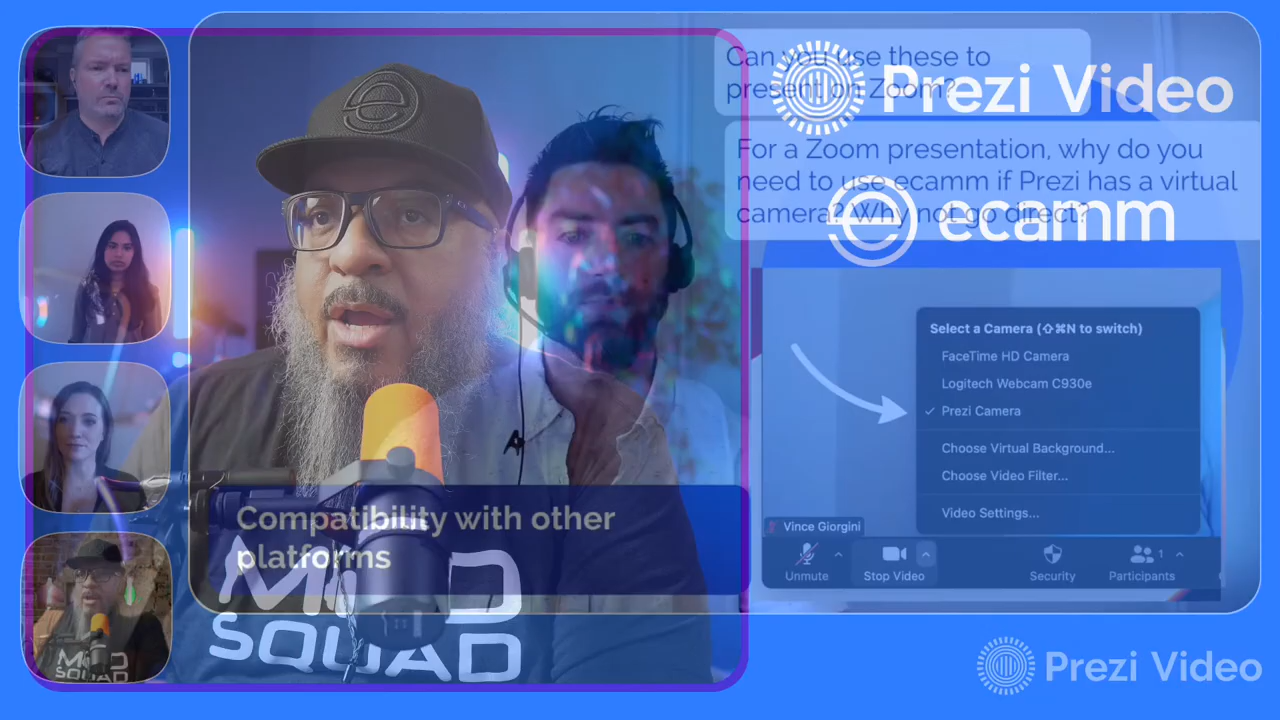 Can you use these to
present on Zoom?
Prezi Video
For a Zoom presentation, why do you
need to use ecamm if Prezi has a virtual
camera? Why not go direct?
ecamm
Select a Camera (⇧⌘N to switch)
FaceTime HD Camera
Logitech Webcam C930e
✓ Prezi Camera
Choose Virtual Background...
Choose Video Filter...
Video Settings...
Vince Giorgini
Unmute
Stop Video
Security
1
Participants
Compatibility with other
platforms
SQUAD
SQUAD
Prezi Video